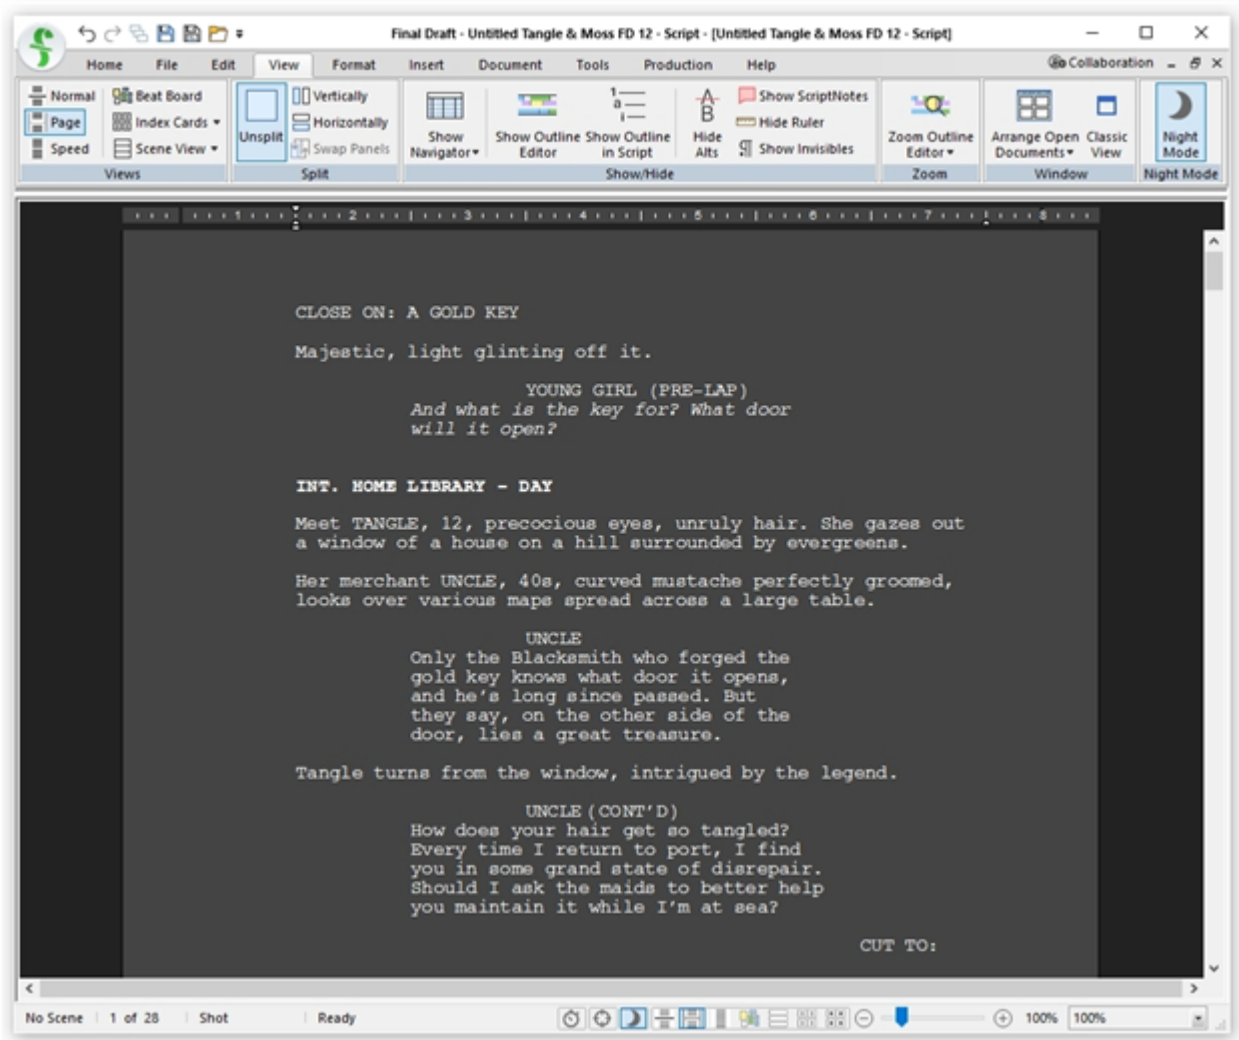 Final Draft - Untitled Tangle & Moss FD 12 - Script - [Untitled Tangle & Moss FD 12 - Script]
Home File Edit View Format Insert Document Tools Production Help Collaboration
Normal Beat Board Vertically Show ScriptNotes
Page Index Cards Horizontally Hide Ruler
Speed Scene View Unsplit Swap Panels Show Invisibles
Show Navigator
Show Outline Editor
Show Outline in Script
A B
Hide Alts
Zoom Outline Editor
Arrange Open Documents
Classic View
Night Mode
Views Split Show/Hide Zoom Window Night Mode
1 2 3 4 5 6 7 8
CLOSE ON: A GOLD KEY
Majestic, light glinting off it.
YOUNG GIRL (PRE-LAP)
And what is the key for? What door
will it open?
INT. HOME LIBRARY - DAY
Meet TANGLE, 12, precocious eyes, unruly hair. She gazes out
a window of a house on a hill surrounded by evergreens.
Her merchant UNCLE, 40s, curved mustache perfectly groomed,
looks over various maps spread across a large table.
UNCLE
Only the Blacksmith who forged the
gold key knows what door it opens,
and he's long since passed. But
they say, on the other side of the
door, lies a great treasure.
Tangle turns from the window, intrigued by the legend.
UNCLE (CONT'D)
How does your hair get so tangled?
Every time I return to port, I find
you in some grand state of disrepair.
Should I ask the maids to better help
you maintain it while I'm at sea?
CUT TO:
No Scene 1 of 28 Shot Ready 100% 100%